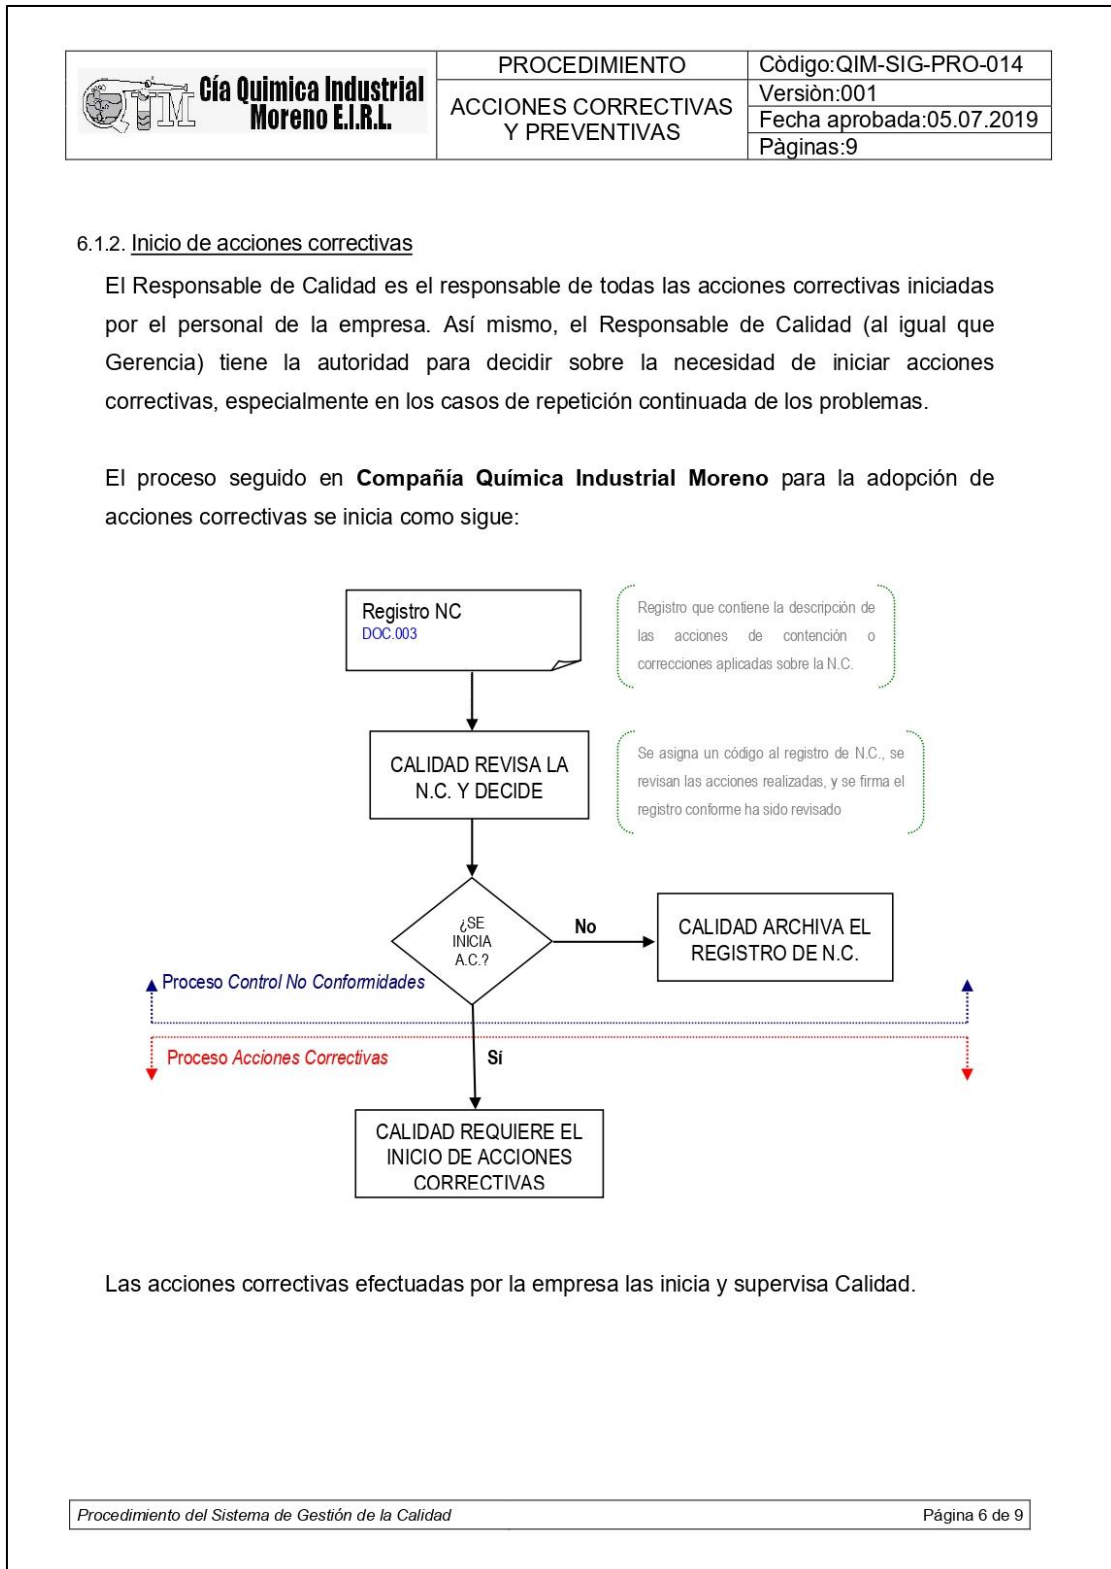 Cía Quimica Industrial
Moreno E.I.R.L.
PROCEDIMIENTO
ACCIONES CORRECTIVAS
Y PREVENTIVAS
Còdigo:QIM-SIG-PRO-014
Versiòn:001
Fecha aprobada:05.07.2019
Pàginas:9
6.1.2. Inicio de acciones correctivas
El Responsable de Calidad es el responsable de todas las acciones correctivas iniciadas
por el personal de la empresa. Así mismo, el Responsable de Calidad (al igual que
Gerencia) tiene la autoridad para decidir sobre la necesidad de iniciar acciones
correctivas, especialmente en los casos de repetición continuada de los problemas.
El proceso seguido en Compañía Química Industrial Moreno para la adopción de
acciones correctivas se inicia como sigue:
Registro NC
DOC.003
Registro que contiene la descripción de
las acciones de contención o
correcciones aplicadas sobre la N.C.
CALIDAD REVISA LA
N.C. Y DECIDE
Se asigna un código al registro de N.C., se
revisan las acciones realizadas, y se firma el
registro conforme ha sido revisado
¿SE
INICIA
A.C.?
No
CALIDAD ARCHIVA EL
REGISTRO DE N.C.
Proceso Control No Conformidades
Proceso Acciones Correctivas
Sí
CALIDAD REQUIERE EL
INICIO DE ACCIONES
CORRECTIVAS
Las acciones correctivas efectuadas por la empresa las inicia y supervisa Calidad.
Procedimiento del Sistema de Gestión de la Calidad
Página 6 de 9